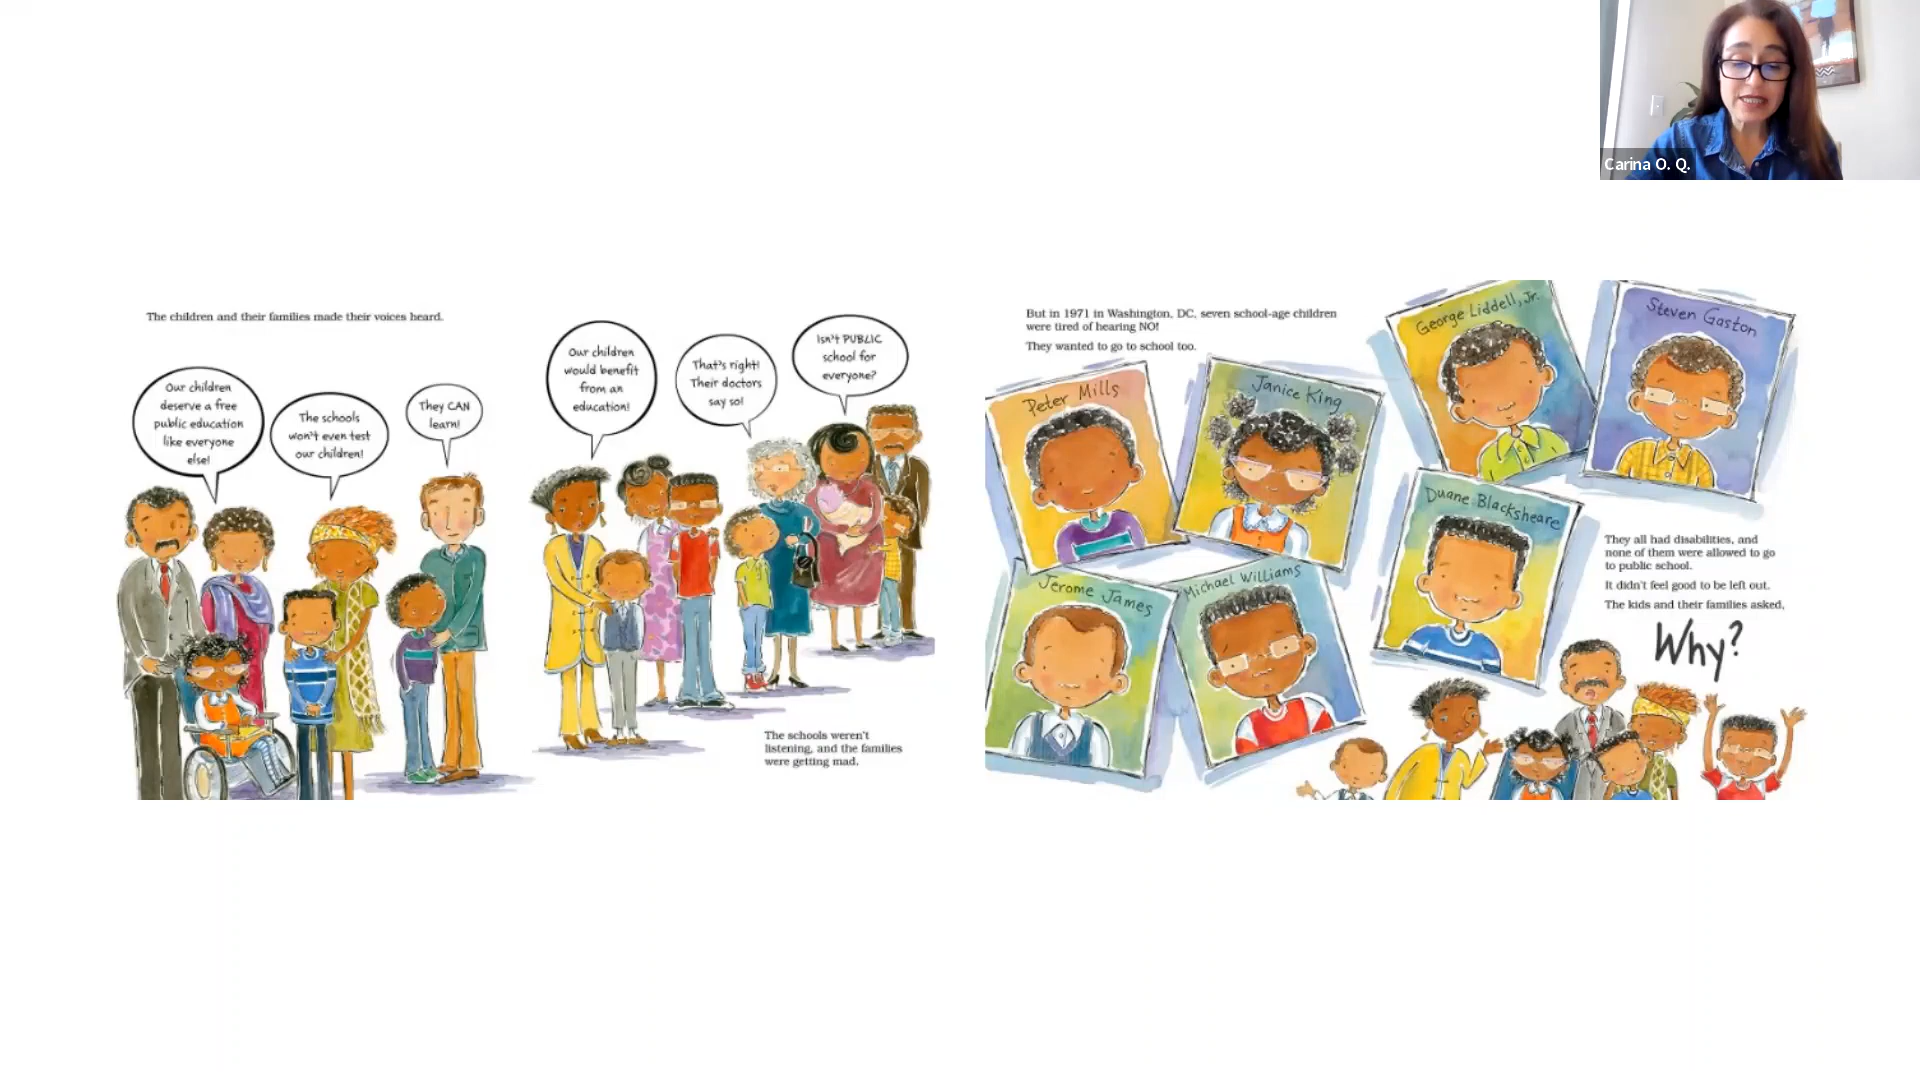 Carina O. Q.
The children and their families made their voices heard.
Our children
deserve a free
public education
like everyone
else!
The schools
won't even test
our children!
They CAN
learn!
Our children
would benefit
from an
education!
That's right!
Their doctors
say so!
Isn't PUBLIC
school for
everyone?
The schools weren't
listening, and the families
were getting mad.
But in 1971 in Washington, DC, seven school-age children
were tired of hearing NO!
They wanted to go to school too.
Peter Mills
Janice King
George Liddell, Jr.
Steven Gaston
Jerome James
Michael Williams
Duane Blacksheare
They all had disabilities, and
none of them were allowed to go
to public school.
It didn't feel good to be left out.
The kids and their families asked,
Why?